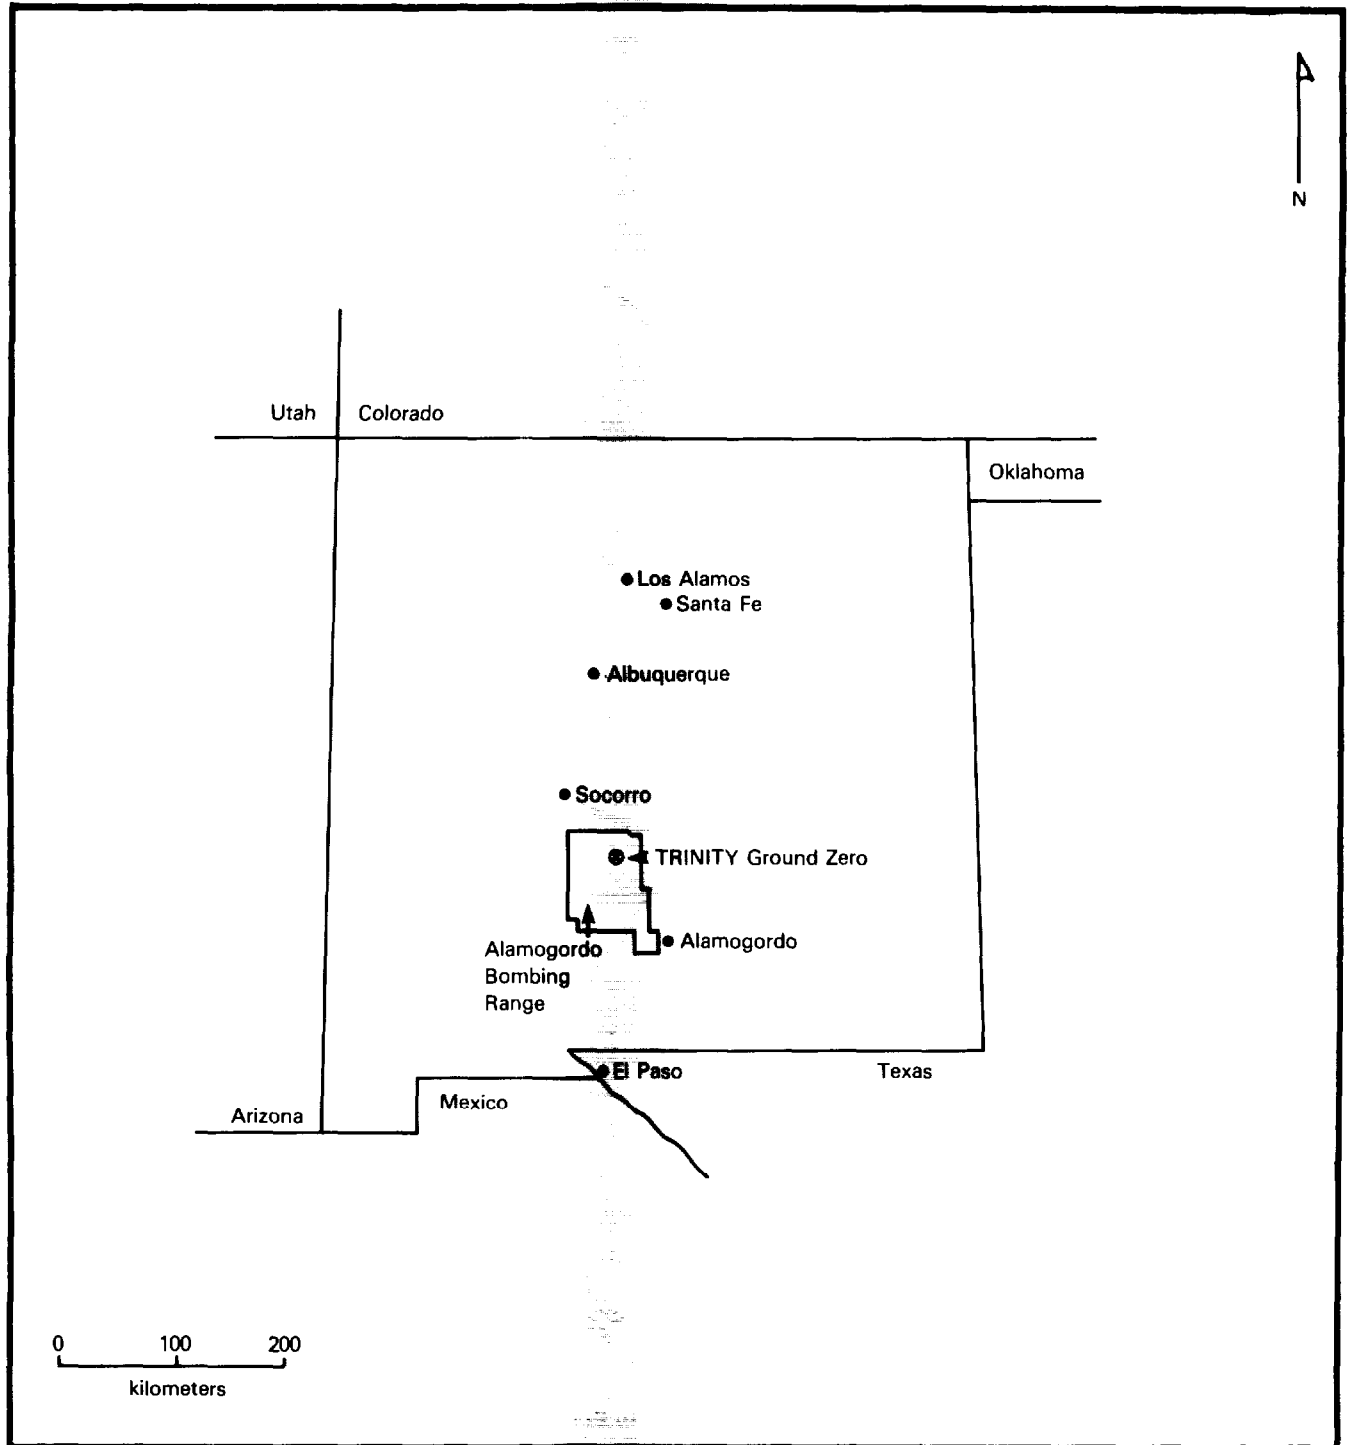 N
Utah
Colorado
Oklahoma
Los Alamos
Santa Fe
Albuquerque
Socorro
TRINITY Ground Zero
Alamogordo
Alamogordo
Bombing
Range
El Paso
Texas
Mexico
Arizona
0 100 200
kilometers